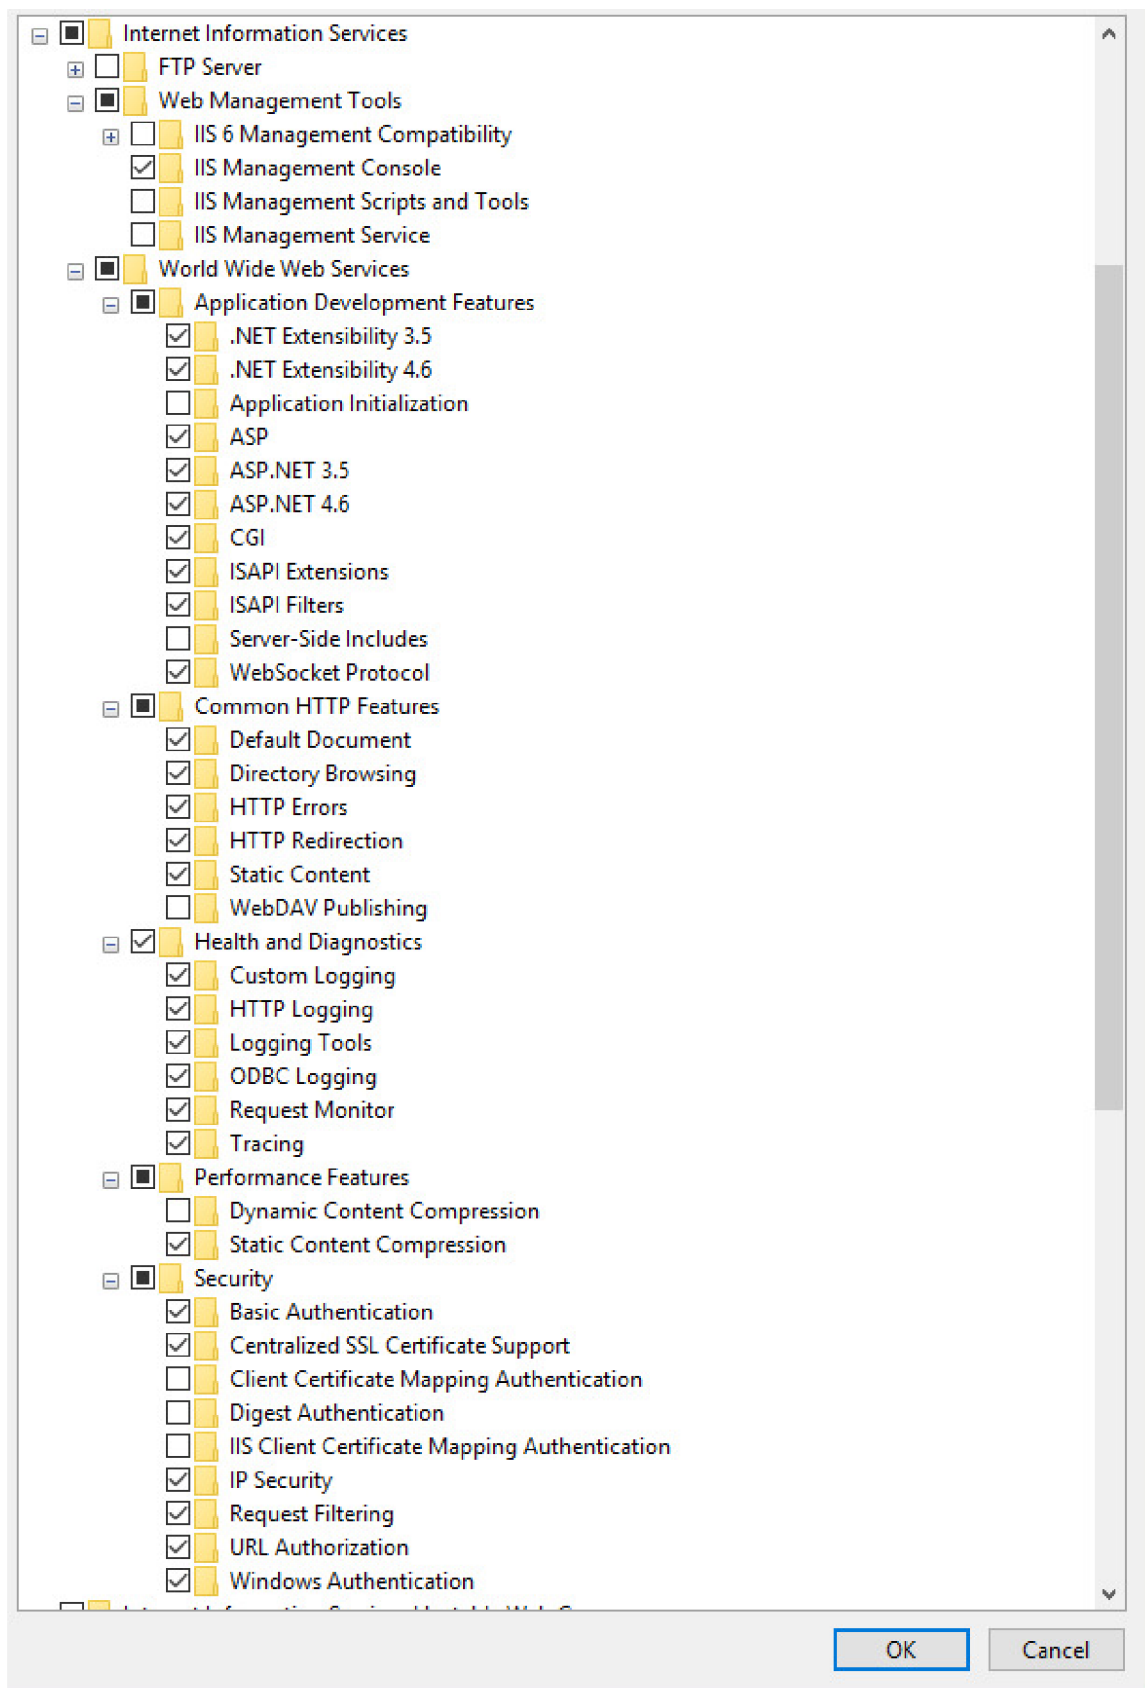 Internet Information Services
FTP Server
Web Management Tools
IIS 6 Management Compatibility
IIS Management Console
IIS Management Scripts and Tools
IIS Management Service
World Wide Web Services
Application Development Features
.NET Extensibility 3.5
.NET Extensibility 4.6
Application Initialization
ASP
ASP.NET 3.5
ASP.NET 4.6
CGI
ISAPI Extensions
ISAPI Filters
Server-Side Includes
WebSocket Protocol
Common HTTP Features
Default Document
Directory Browsing
HTTP Errors
HTTP Redirection
Static Content
WebDAV Publishing
Health and Diagnostics
Custom Logging
HTTP Logging
Logging Tools
ODBC Logging
Request Monitor
Tracing
Performance Features
Dynamic Content Compression
Static Content Compression
Security
Basic Authentication
Centralized SSL Certificate Support
Client Certificate Mapping Authentication
Digest Authentication
IIS Client Certificate Mapping Authentication
IP Security
Request Filtering
URL Authorization
Windows Authentication
OK Cancel